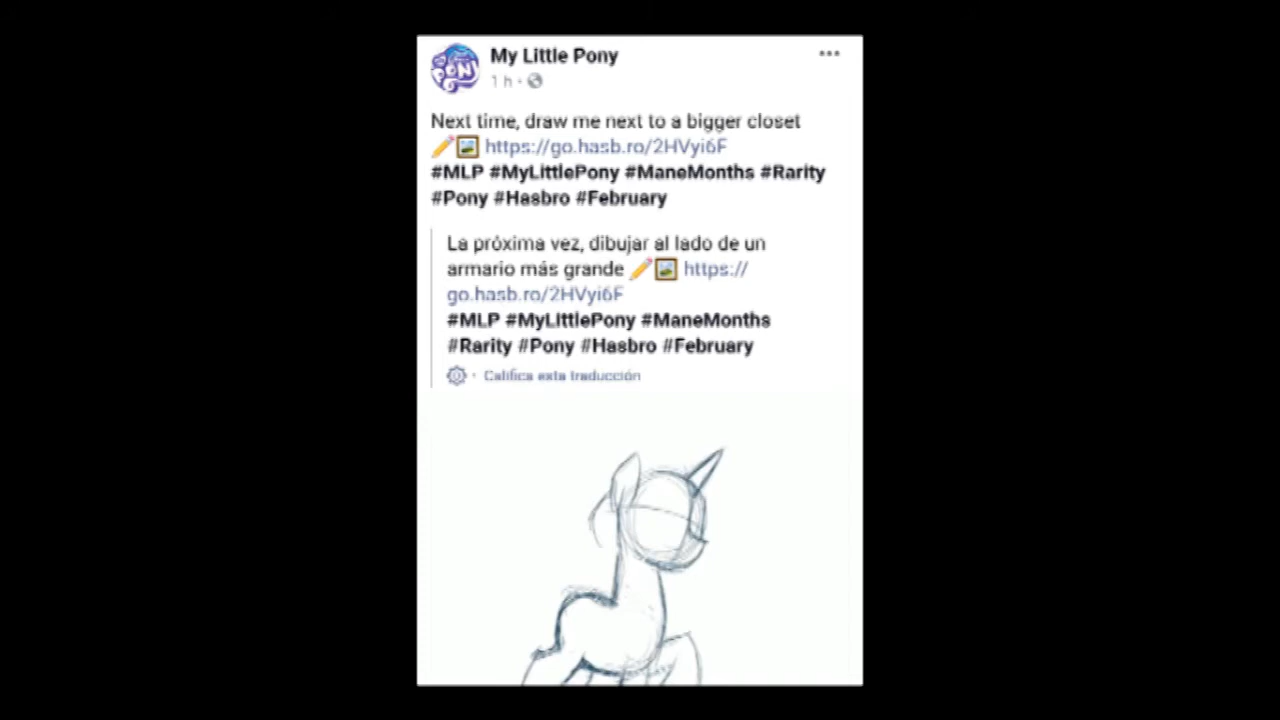 My Little Pony
1 h
Next time, draw me next to a bigger closet
https://go.hasb.ro/2HVyi6F
#MLP #MyLittlePony #ManeMonths #Rarity
#Pony #Hasbro #February
La próxima vez, dibujar al lado de un
armario más grande https://
go.hasb.ro/2HVyi6F
#MLP #MyLittlePony #ManeMonths
#Rarity #Pony #Hasbro #February
Califica esta traducción